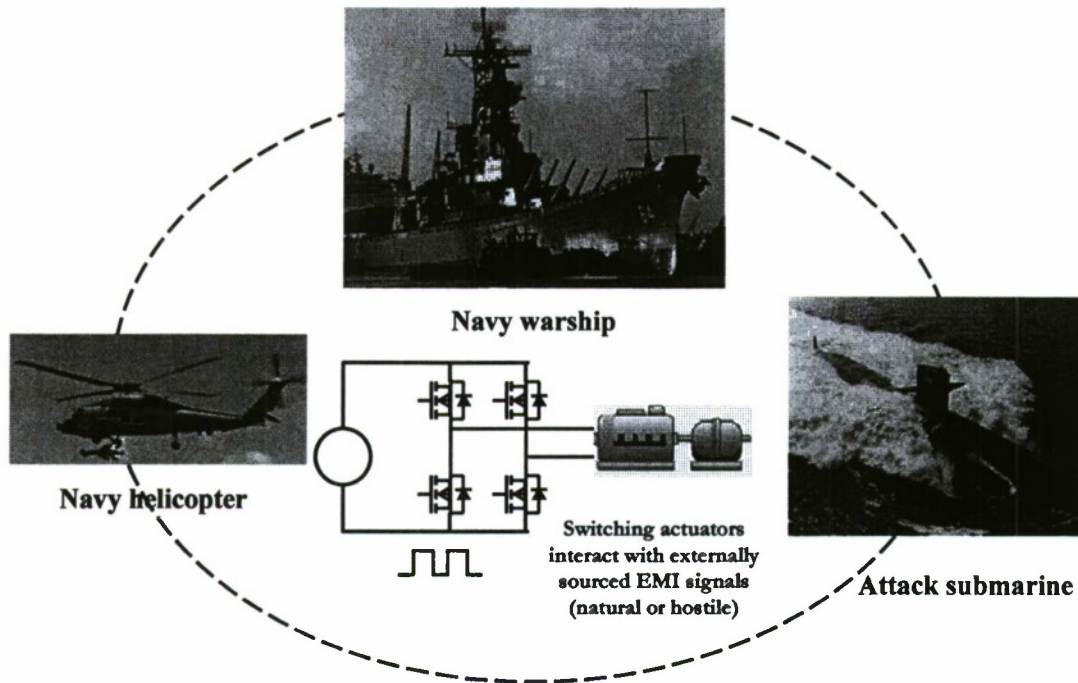 Navy warship
Navy helicopter
Switching actuators
interact with externally
sourced EMI signals
(natural or hostile)
Attack submarine